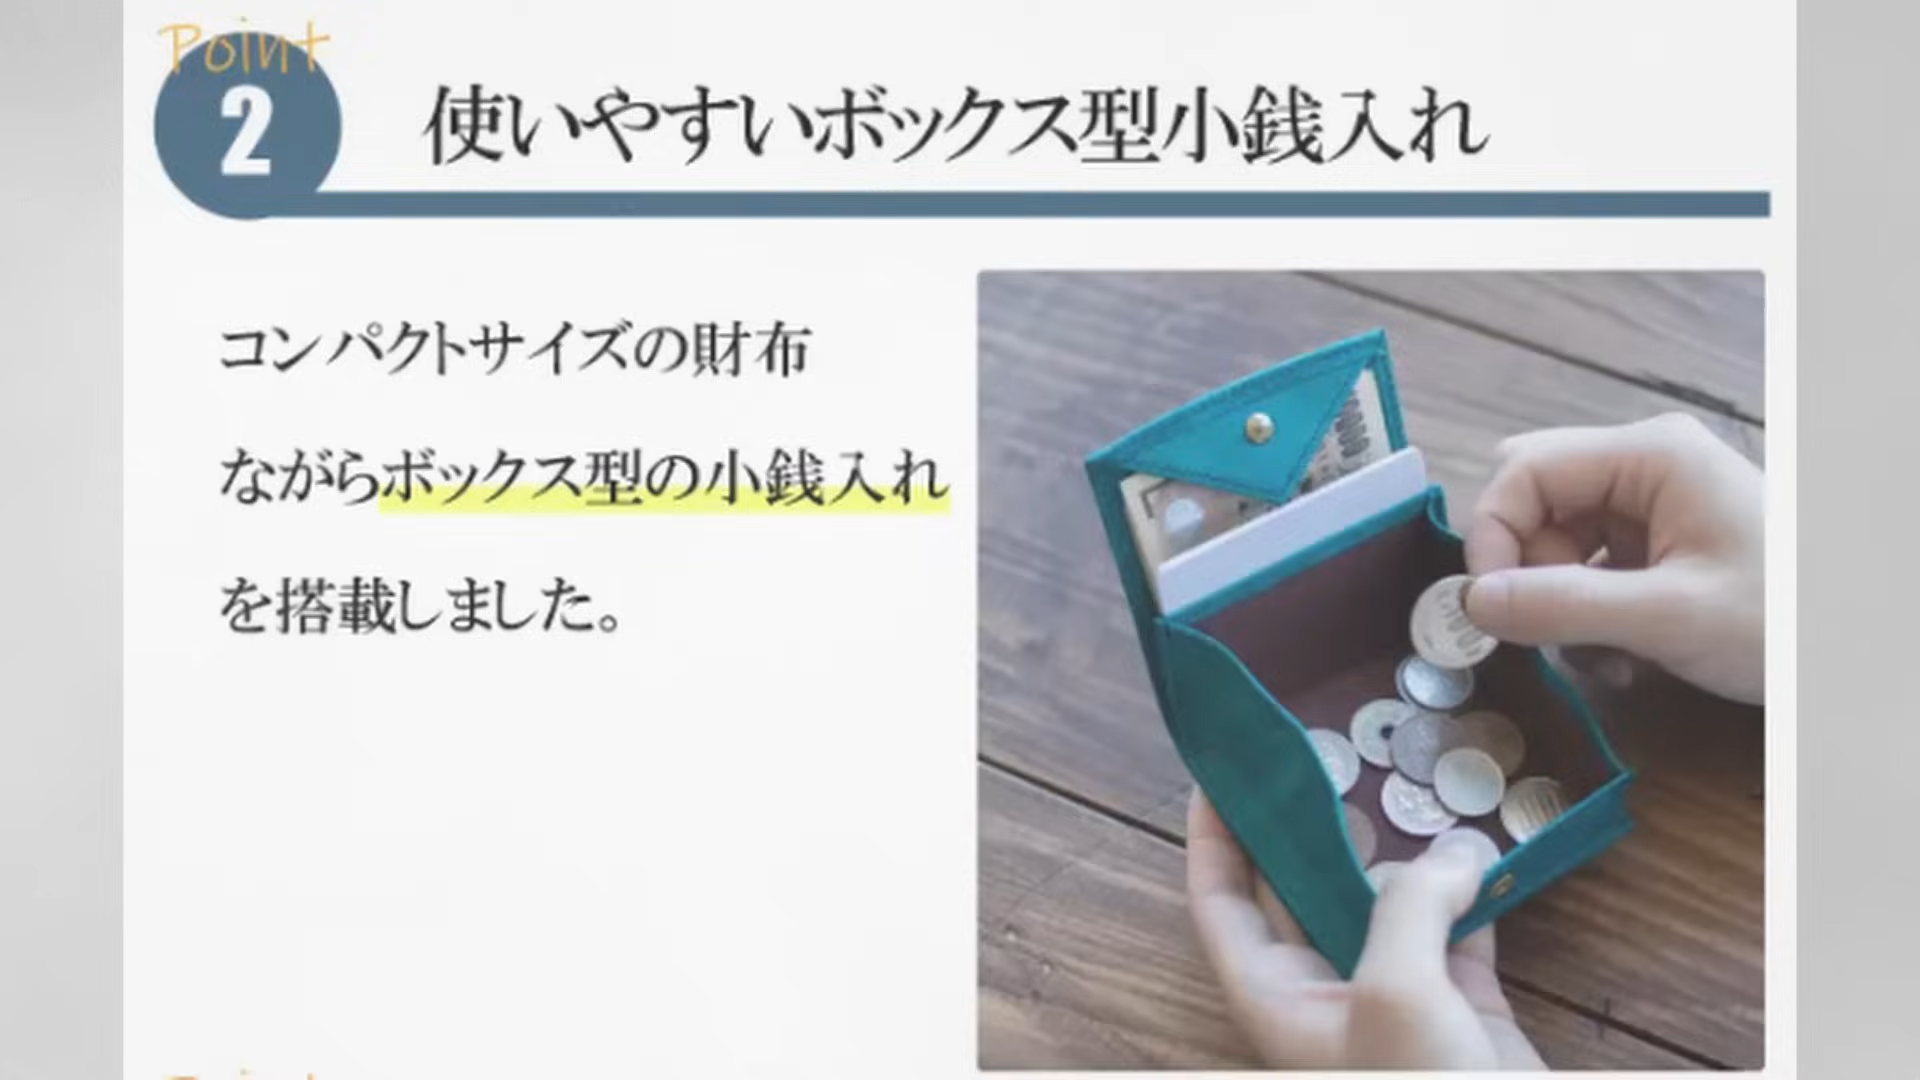 Point
2
使いやすいボックス型小銭入れ
コンパクトサイズの財布
ながらボックス型の小銭入れ
を搭載しました。